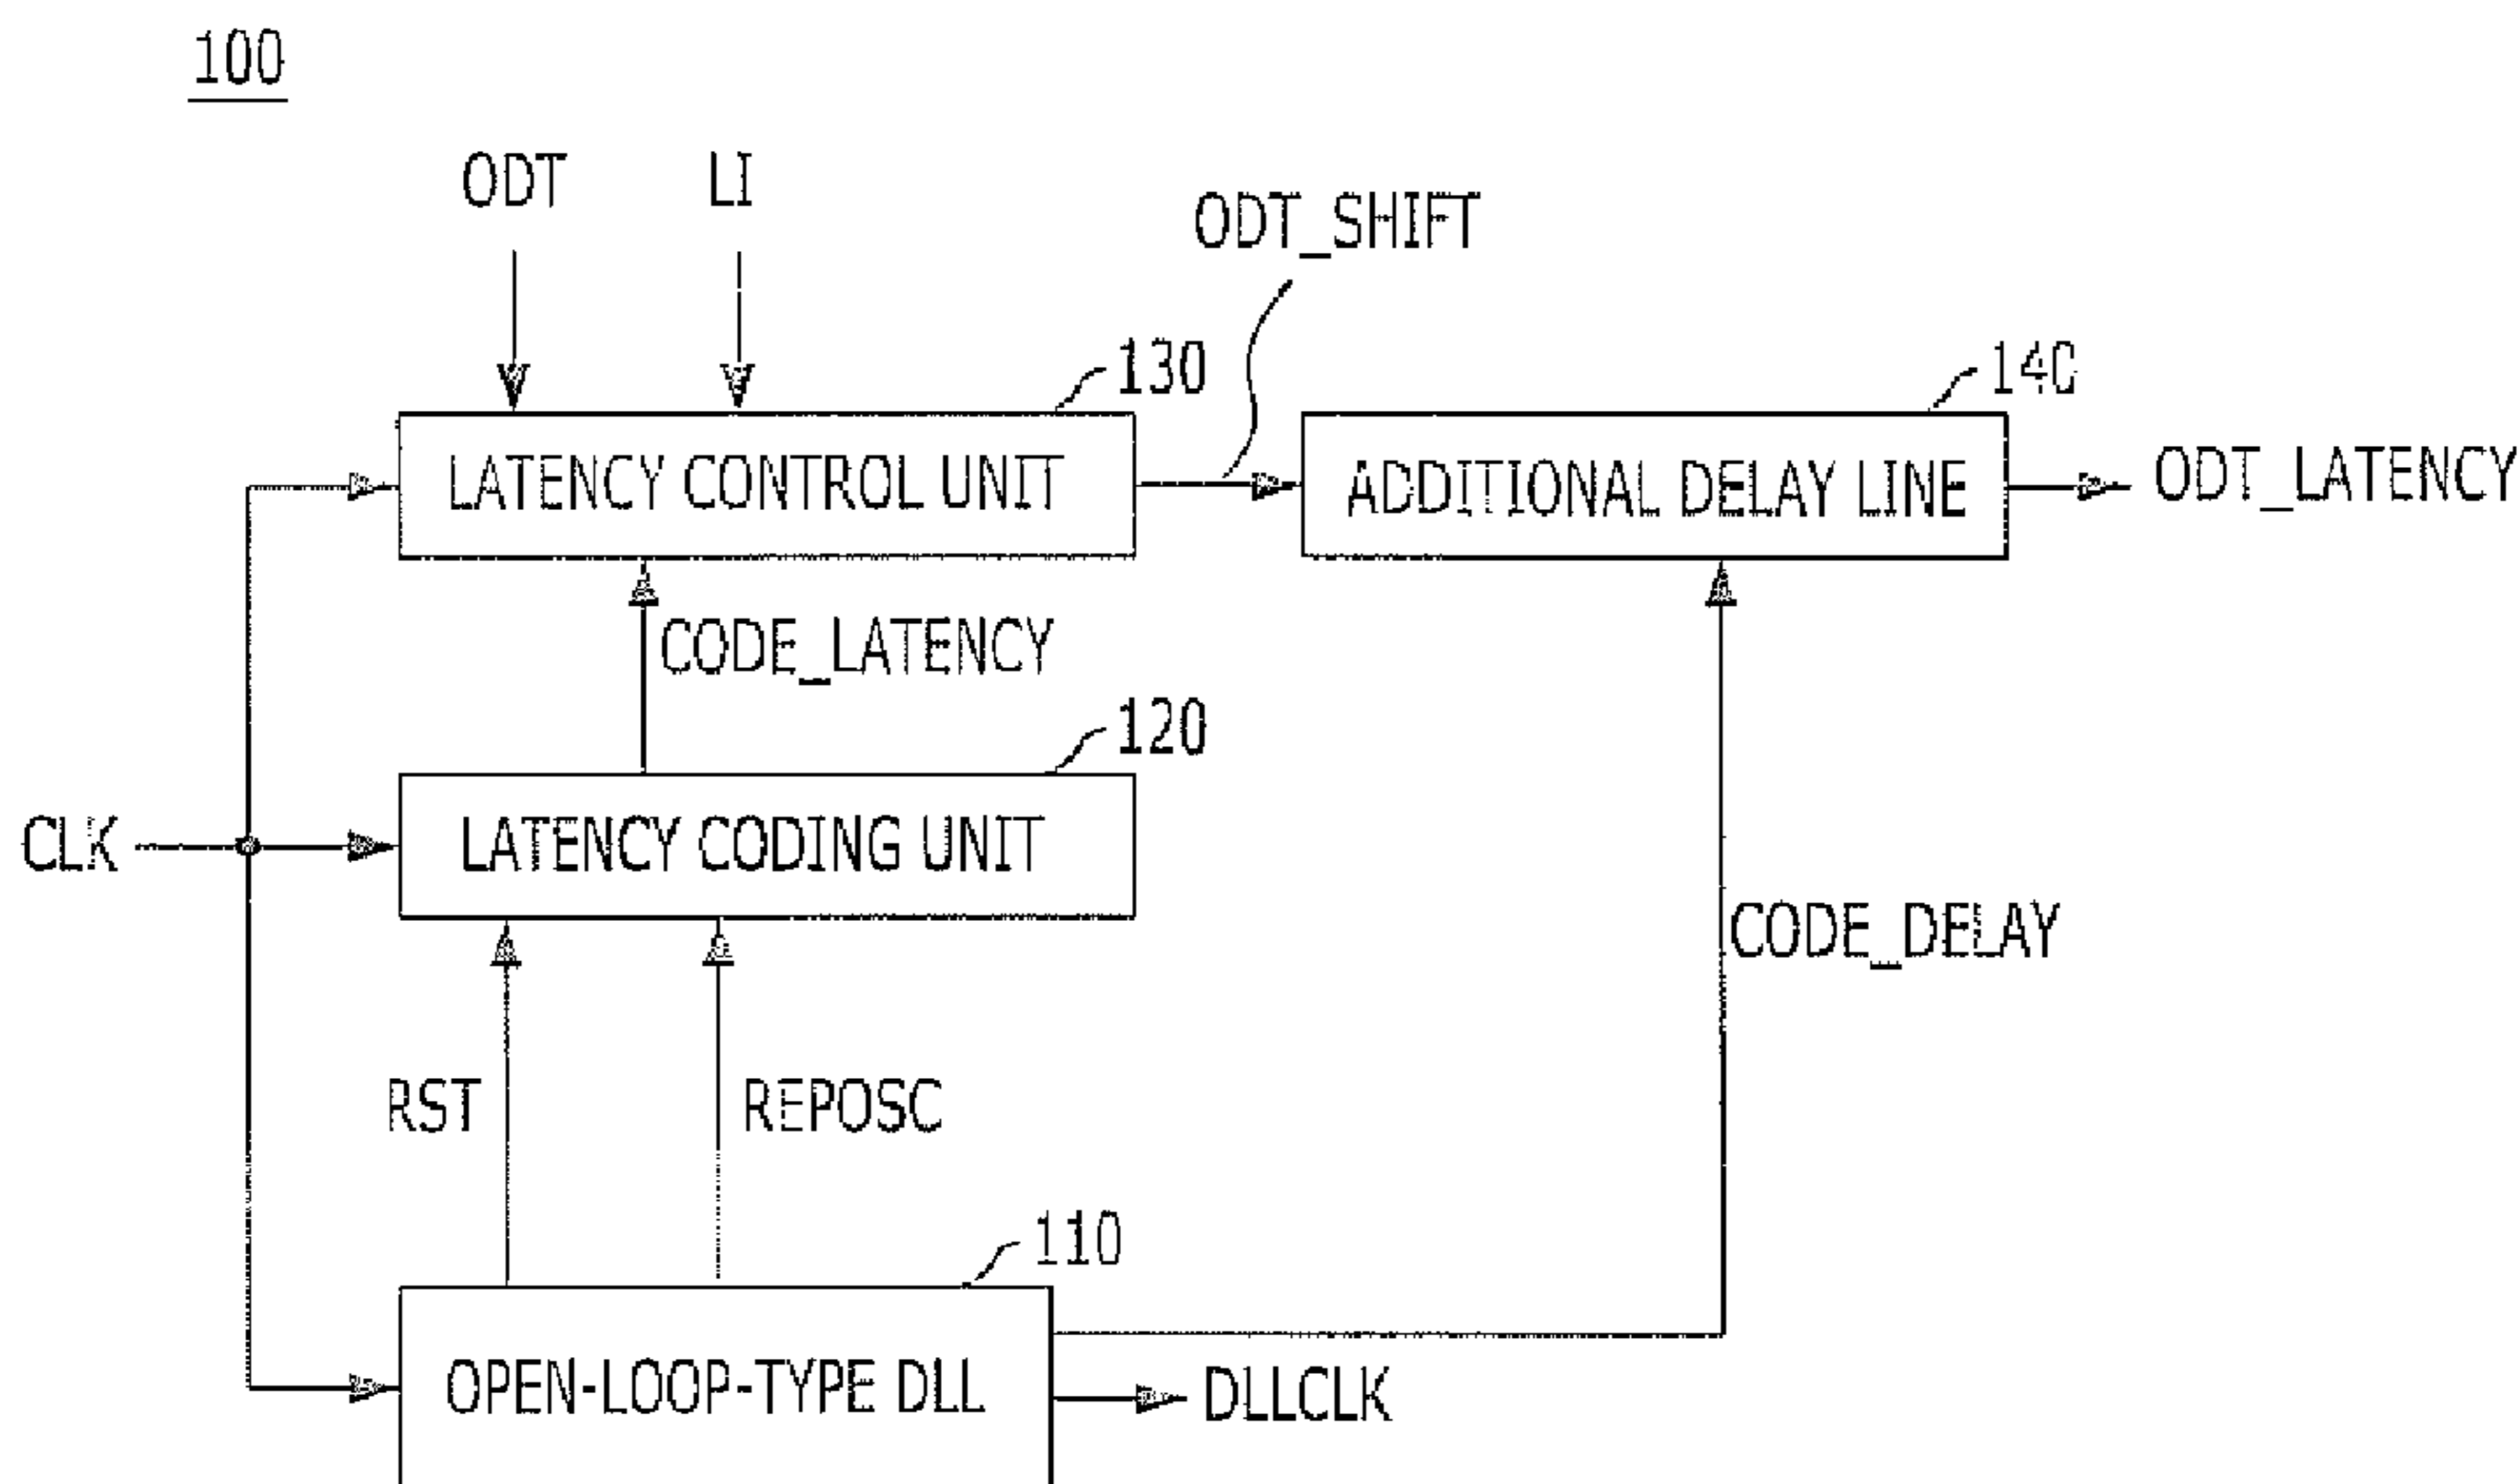 100
ODT
LI
ODT_SHIFT
130
140
LATENCY CONTROL UNIT
ADDITIONAL DELAY LINE
ODT_LATENCY
CODE_LATENCY
120
CLK
LATENCY CODING UNIT
CODE_DELAY
RST
REPOSC
110
OPEN-LOOP-TYPE DLL
DLLCLK